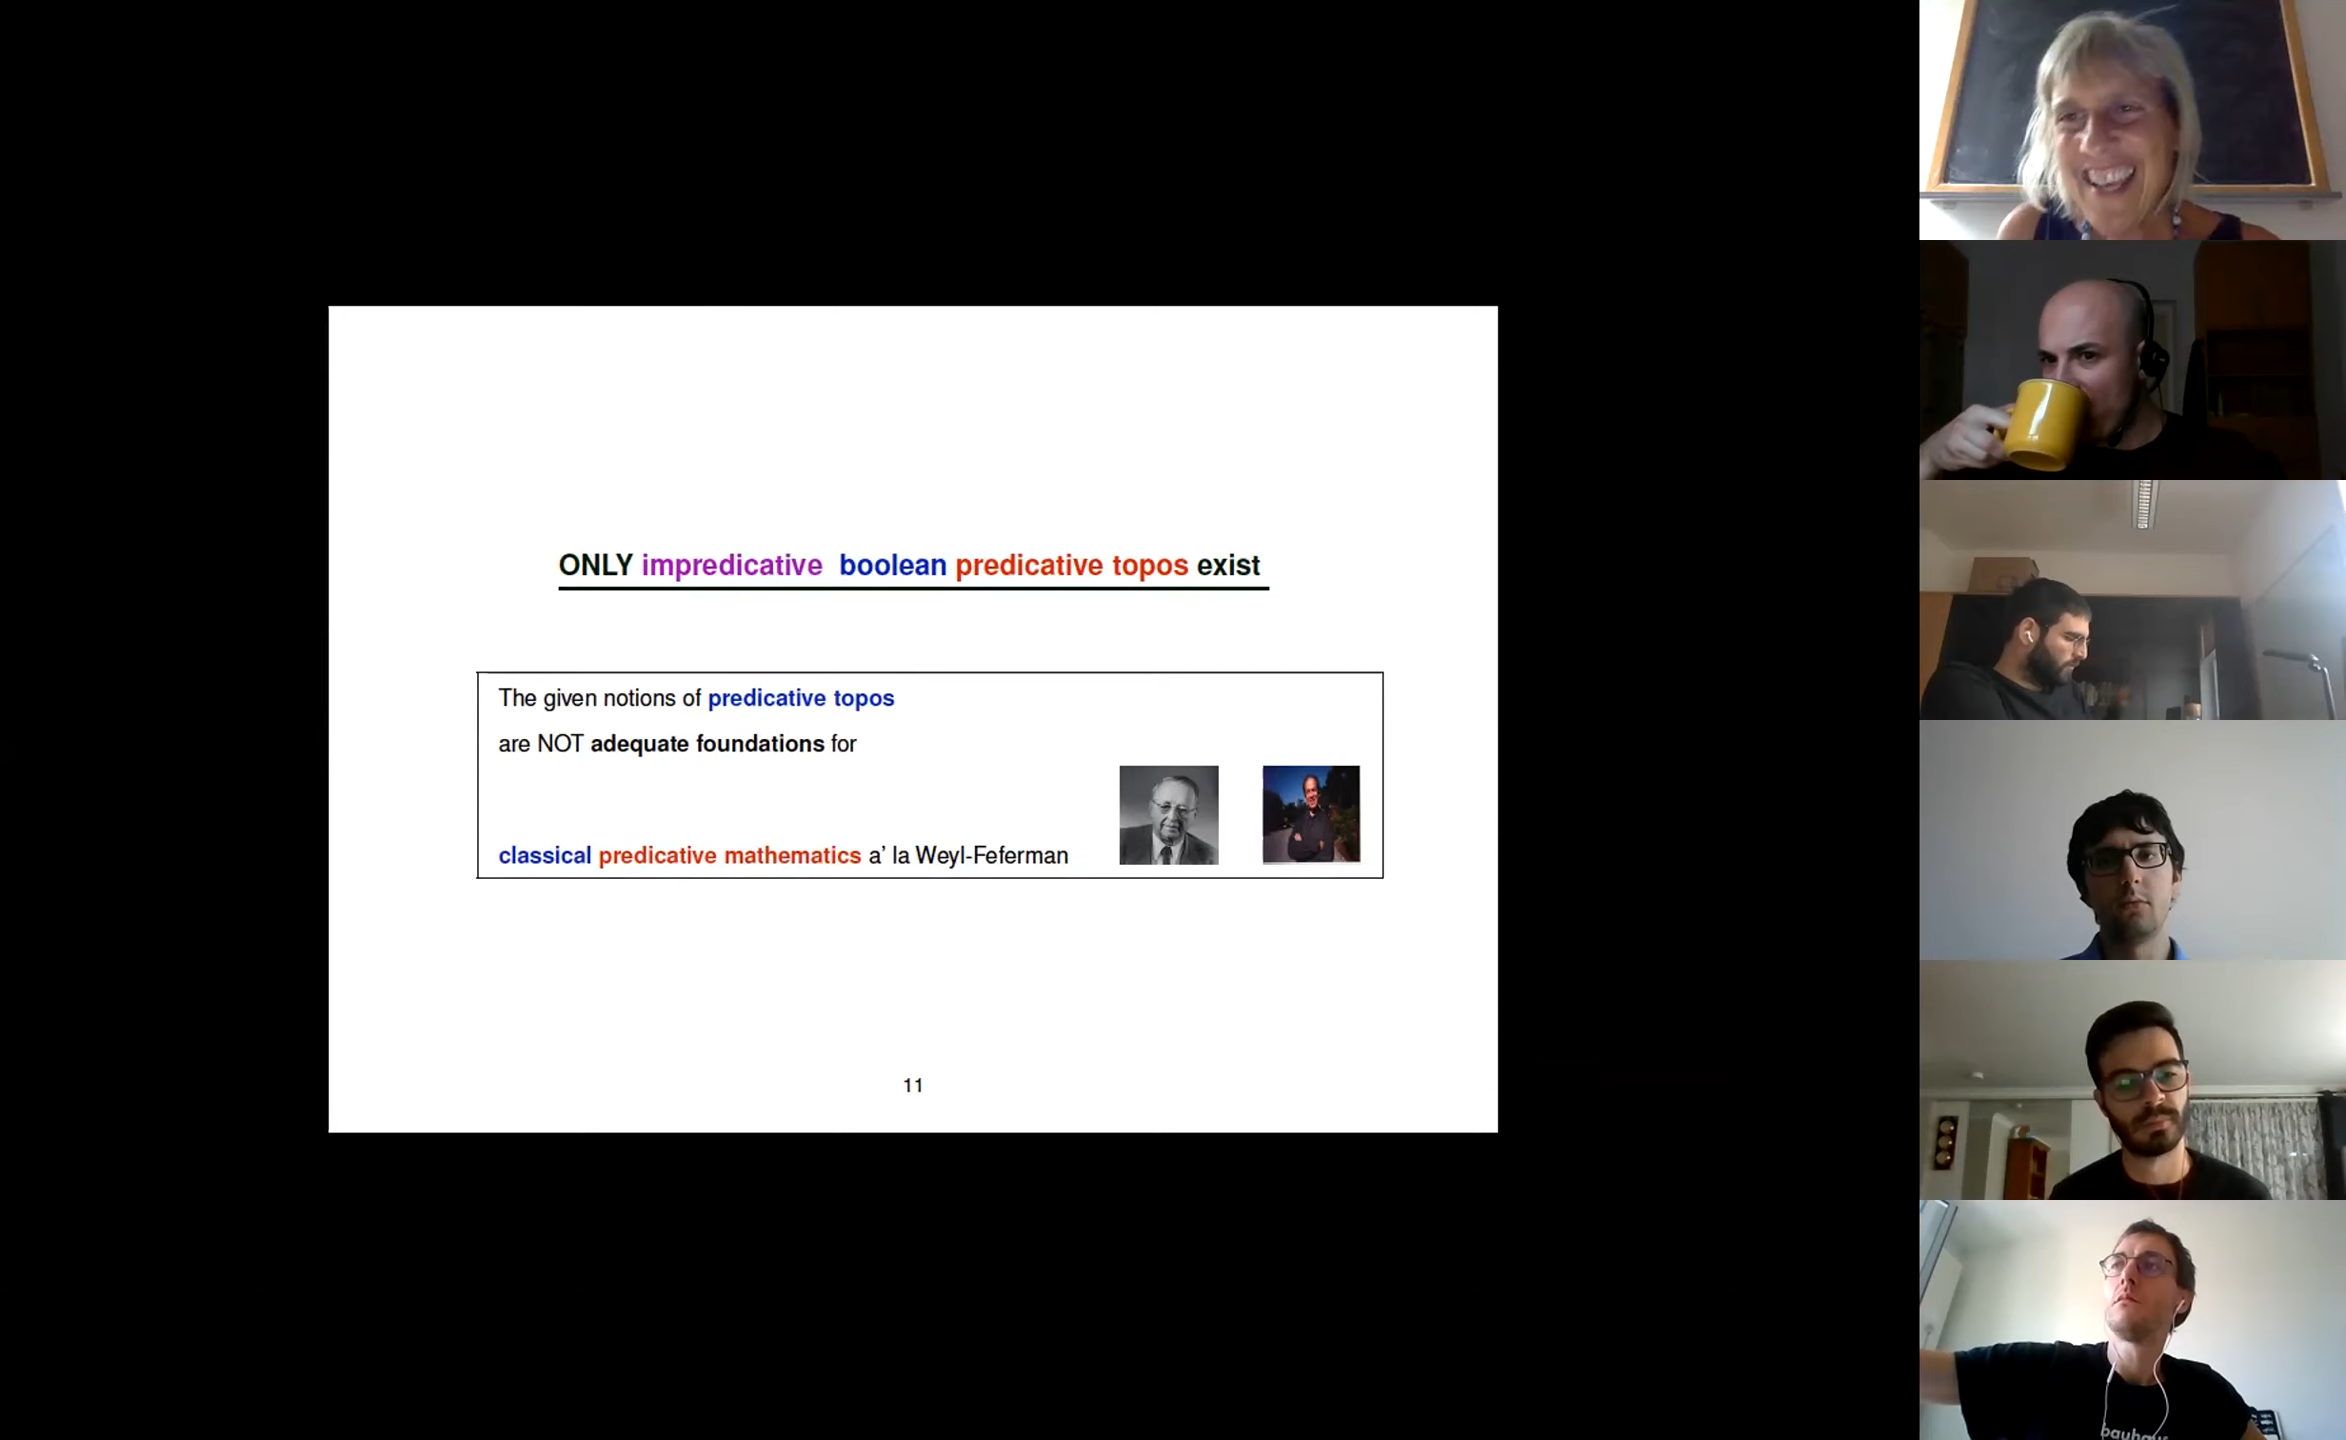 ONLY impredicative boolean predicative topos exist
The given notions of predicative topos
are NOT adequate foundations for
classical predicative mathematics a' la Weyl-Feferman
11